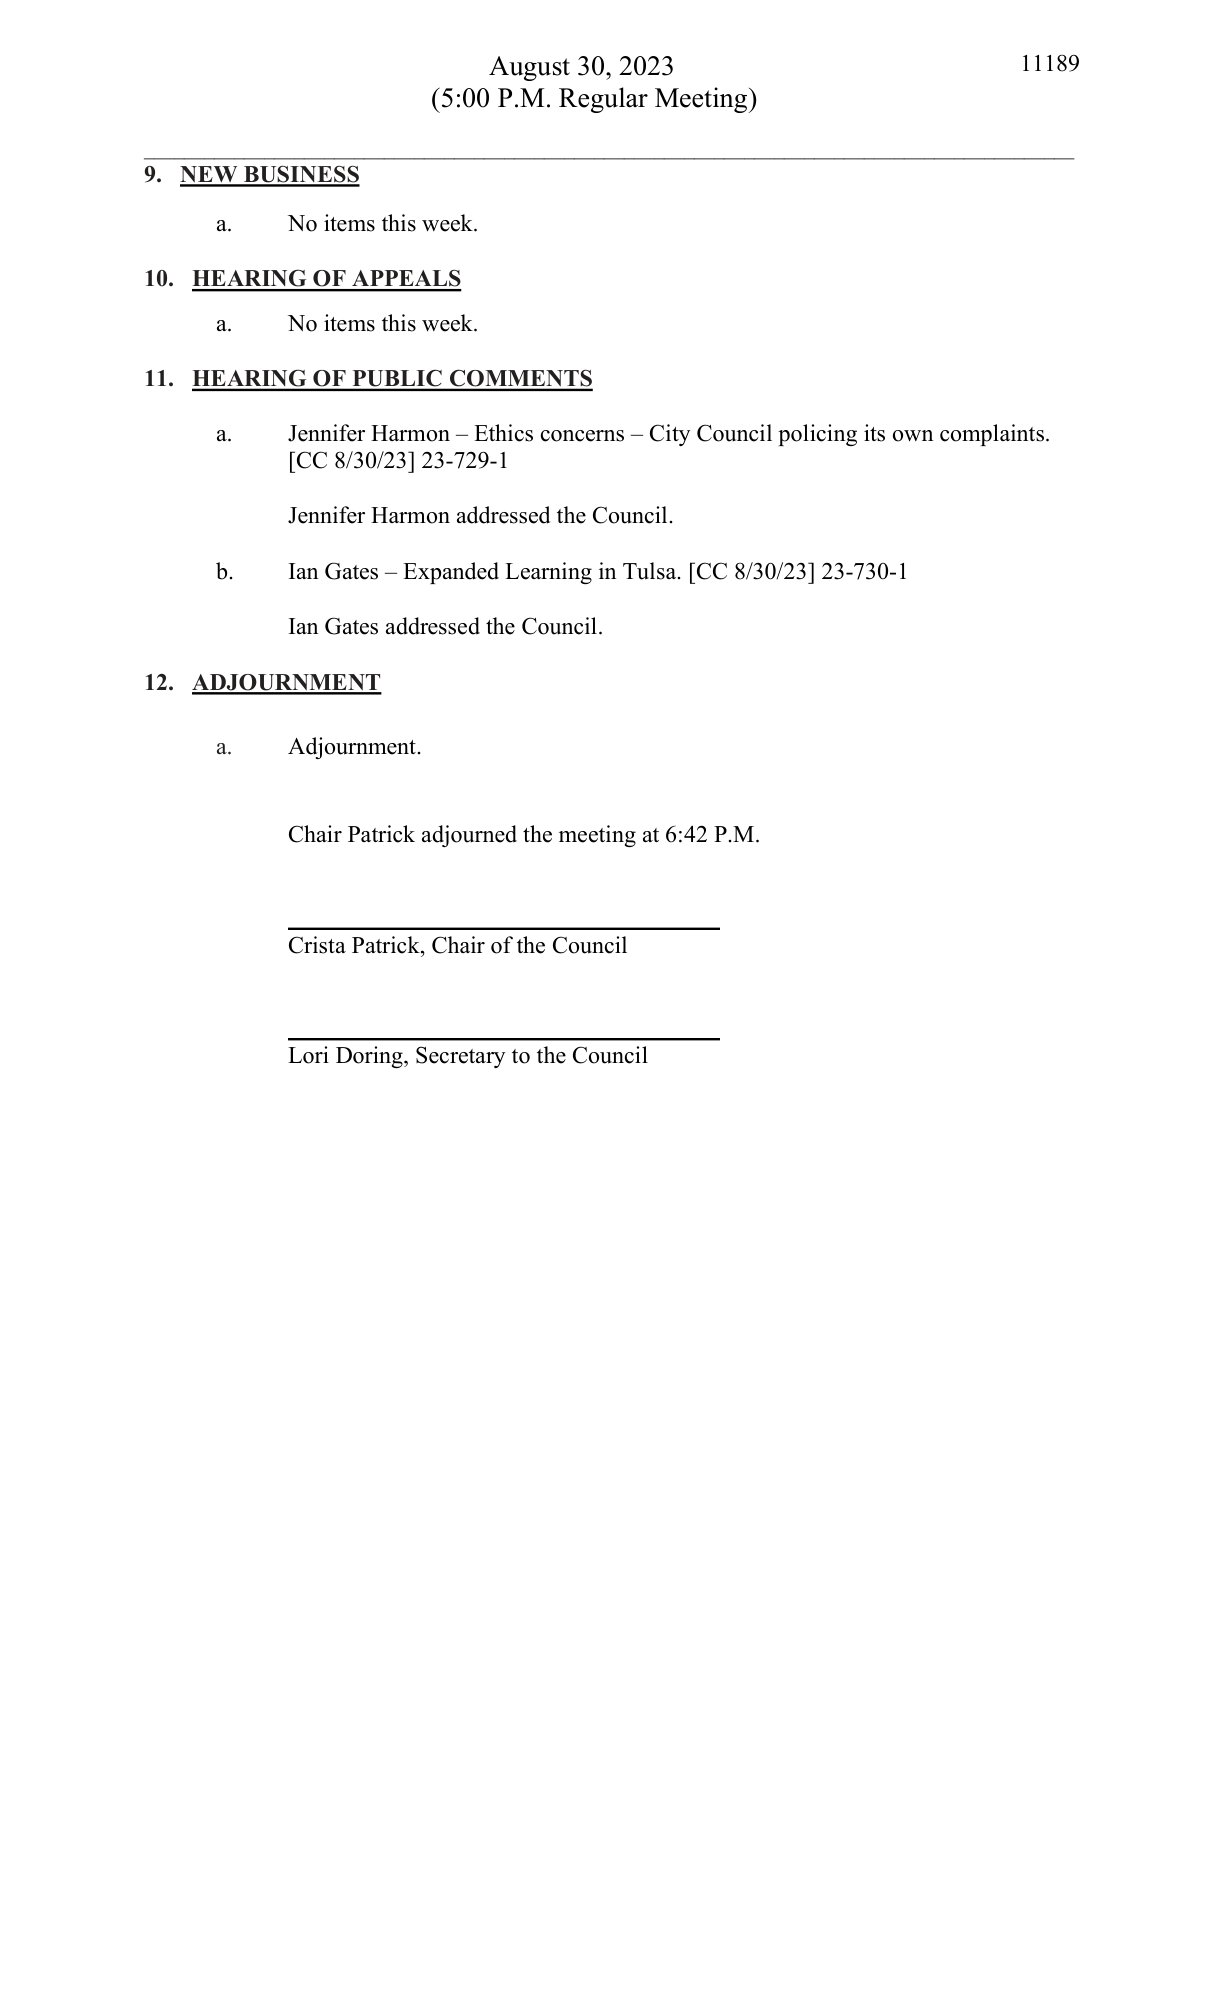 August 30, 2023
11189
(5:00 P.M. Regular Meeting)
9. NEW BUSINESS
a. No items this week.
10. HEARING OF APPEALS
a. No items this week.
11. HEARING OF PUBLIC COMMENTS
a. Jennifer Harmon – Ethics concerns – City Council policing its own complaints.
[CC 8/30/23] 23-729-1
Jennifer Harmon addressed the Council.
b. Ian Gates – Expanded Learning in Tulsa. [CC 8/30/23] 23-730-1
Ian Gates addressed the Council.
12. ADJOURNMENT
a. Adjournment.
Chair Patrick adjourned the meeting at 6:42 P.M.
Crista Patrick, Chair of the Council
Lori Doring, Secretary to the Council